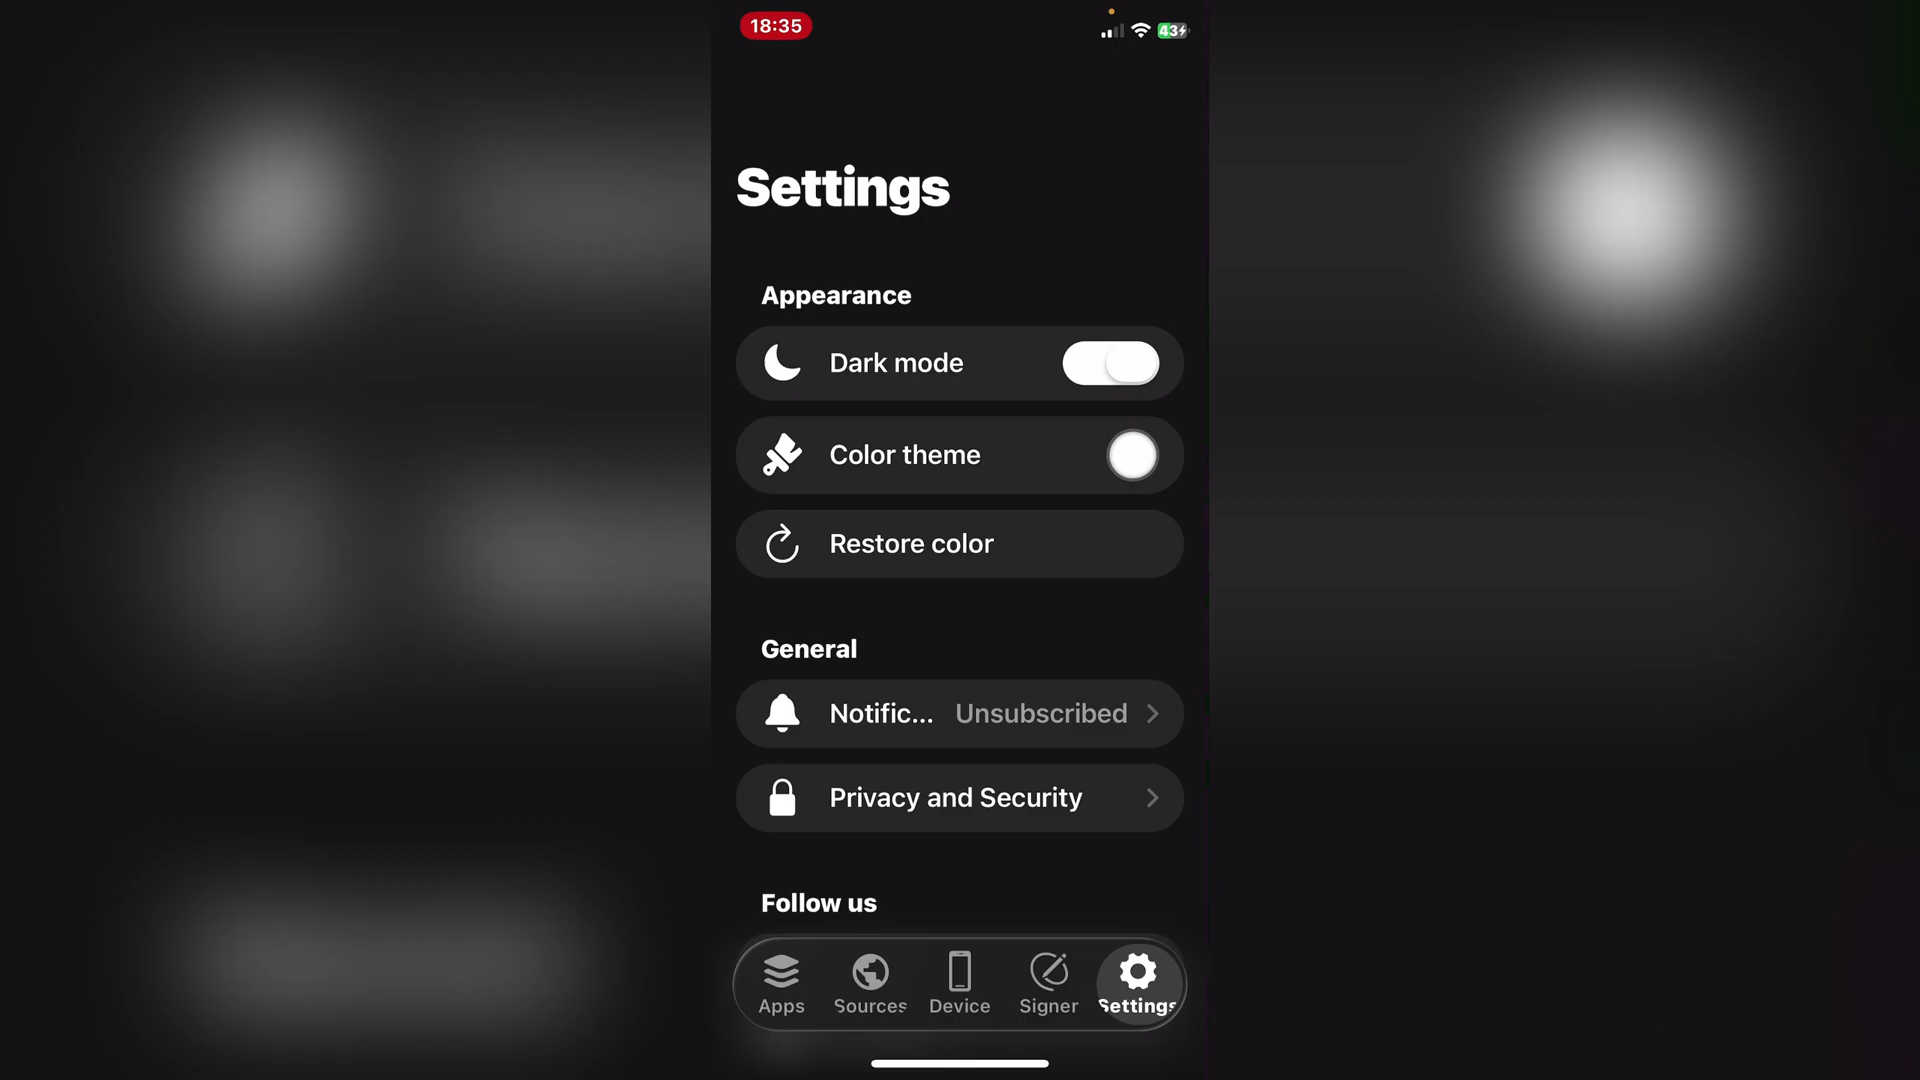 18:35
43
Settings
Appearance
Dark mode
Color theme
Restore color
General
Notific... Unsubscribed
Privacy and Security
Follow us
Apps Sources Device Signer Settings